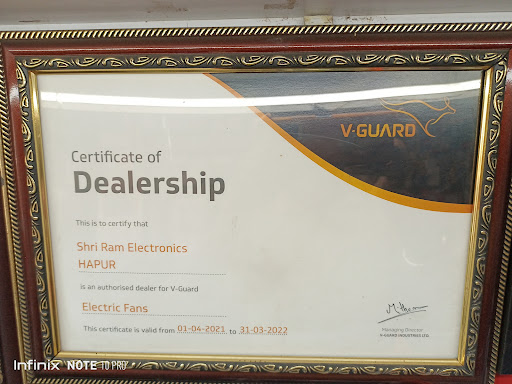 V-GUARD
Certificate of
Dealership
This is to certify that
Shri Ram Electronics
HAPUR
is an authorised dealer for V-Guard
Electric Fans
This certificate is valid from 01-04-2021 to 31-03-2022
Managing Director
V-GUARD INDUSTRIES LTD.
Infinix NOTE 10 PRO